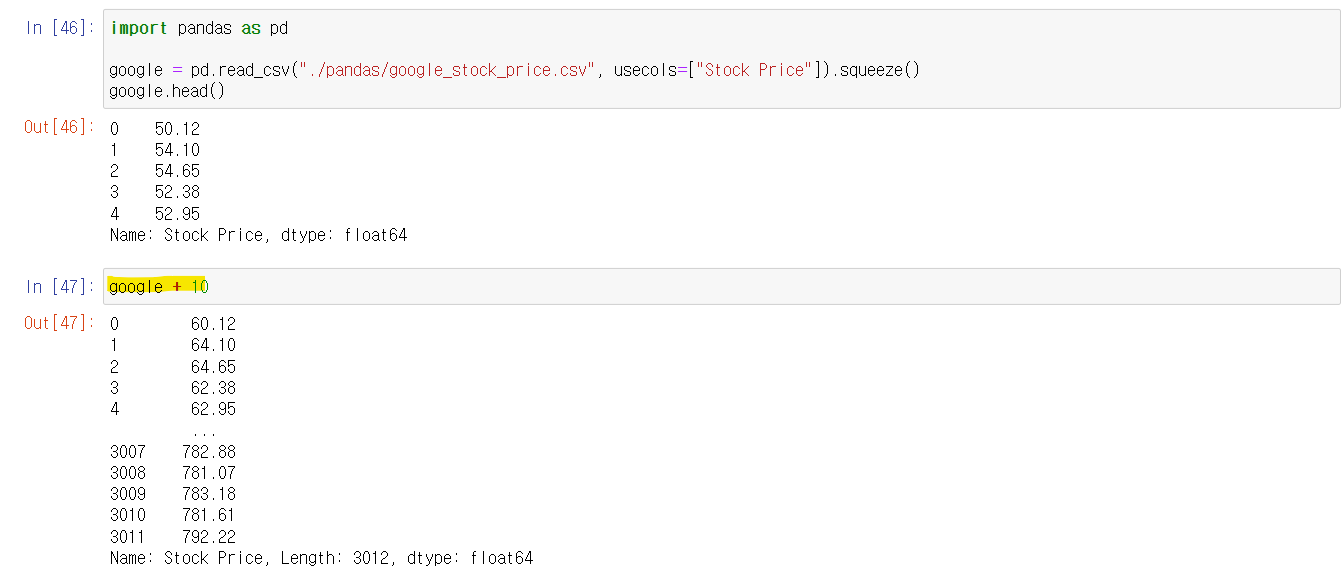 In [46]: import pandas as pd
google = pd.read_csv("./pandas/google_stock_price.csv", usecols=["Stock Price"]).squeeze()
google.head()
Out[46]: 0    50.12
1    54.10
2    54.65
3    52.38
4    52.95
Name: Stock Price, dtype: float64
In [47]: google + 10
Out[47]: 0        60.12
1        64.10
2        64.65
3        62.38
4        62.95
...
3007    782.88
3008    781.07
3009    783.18
3010    781.61
3011    792.22
Name: Stock Price, Length: 3012, dtype: float64